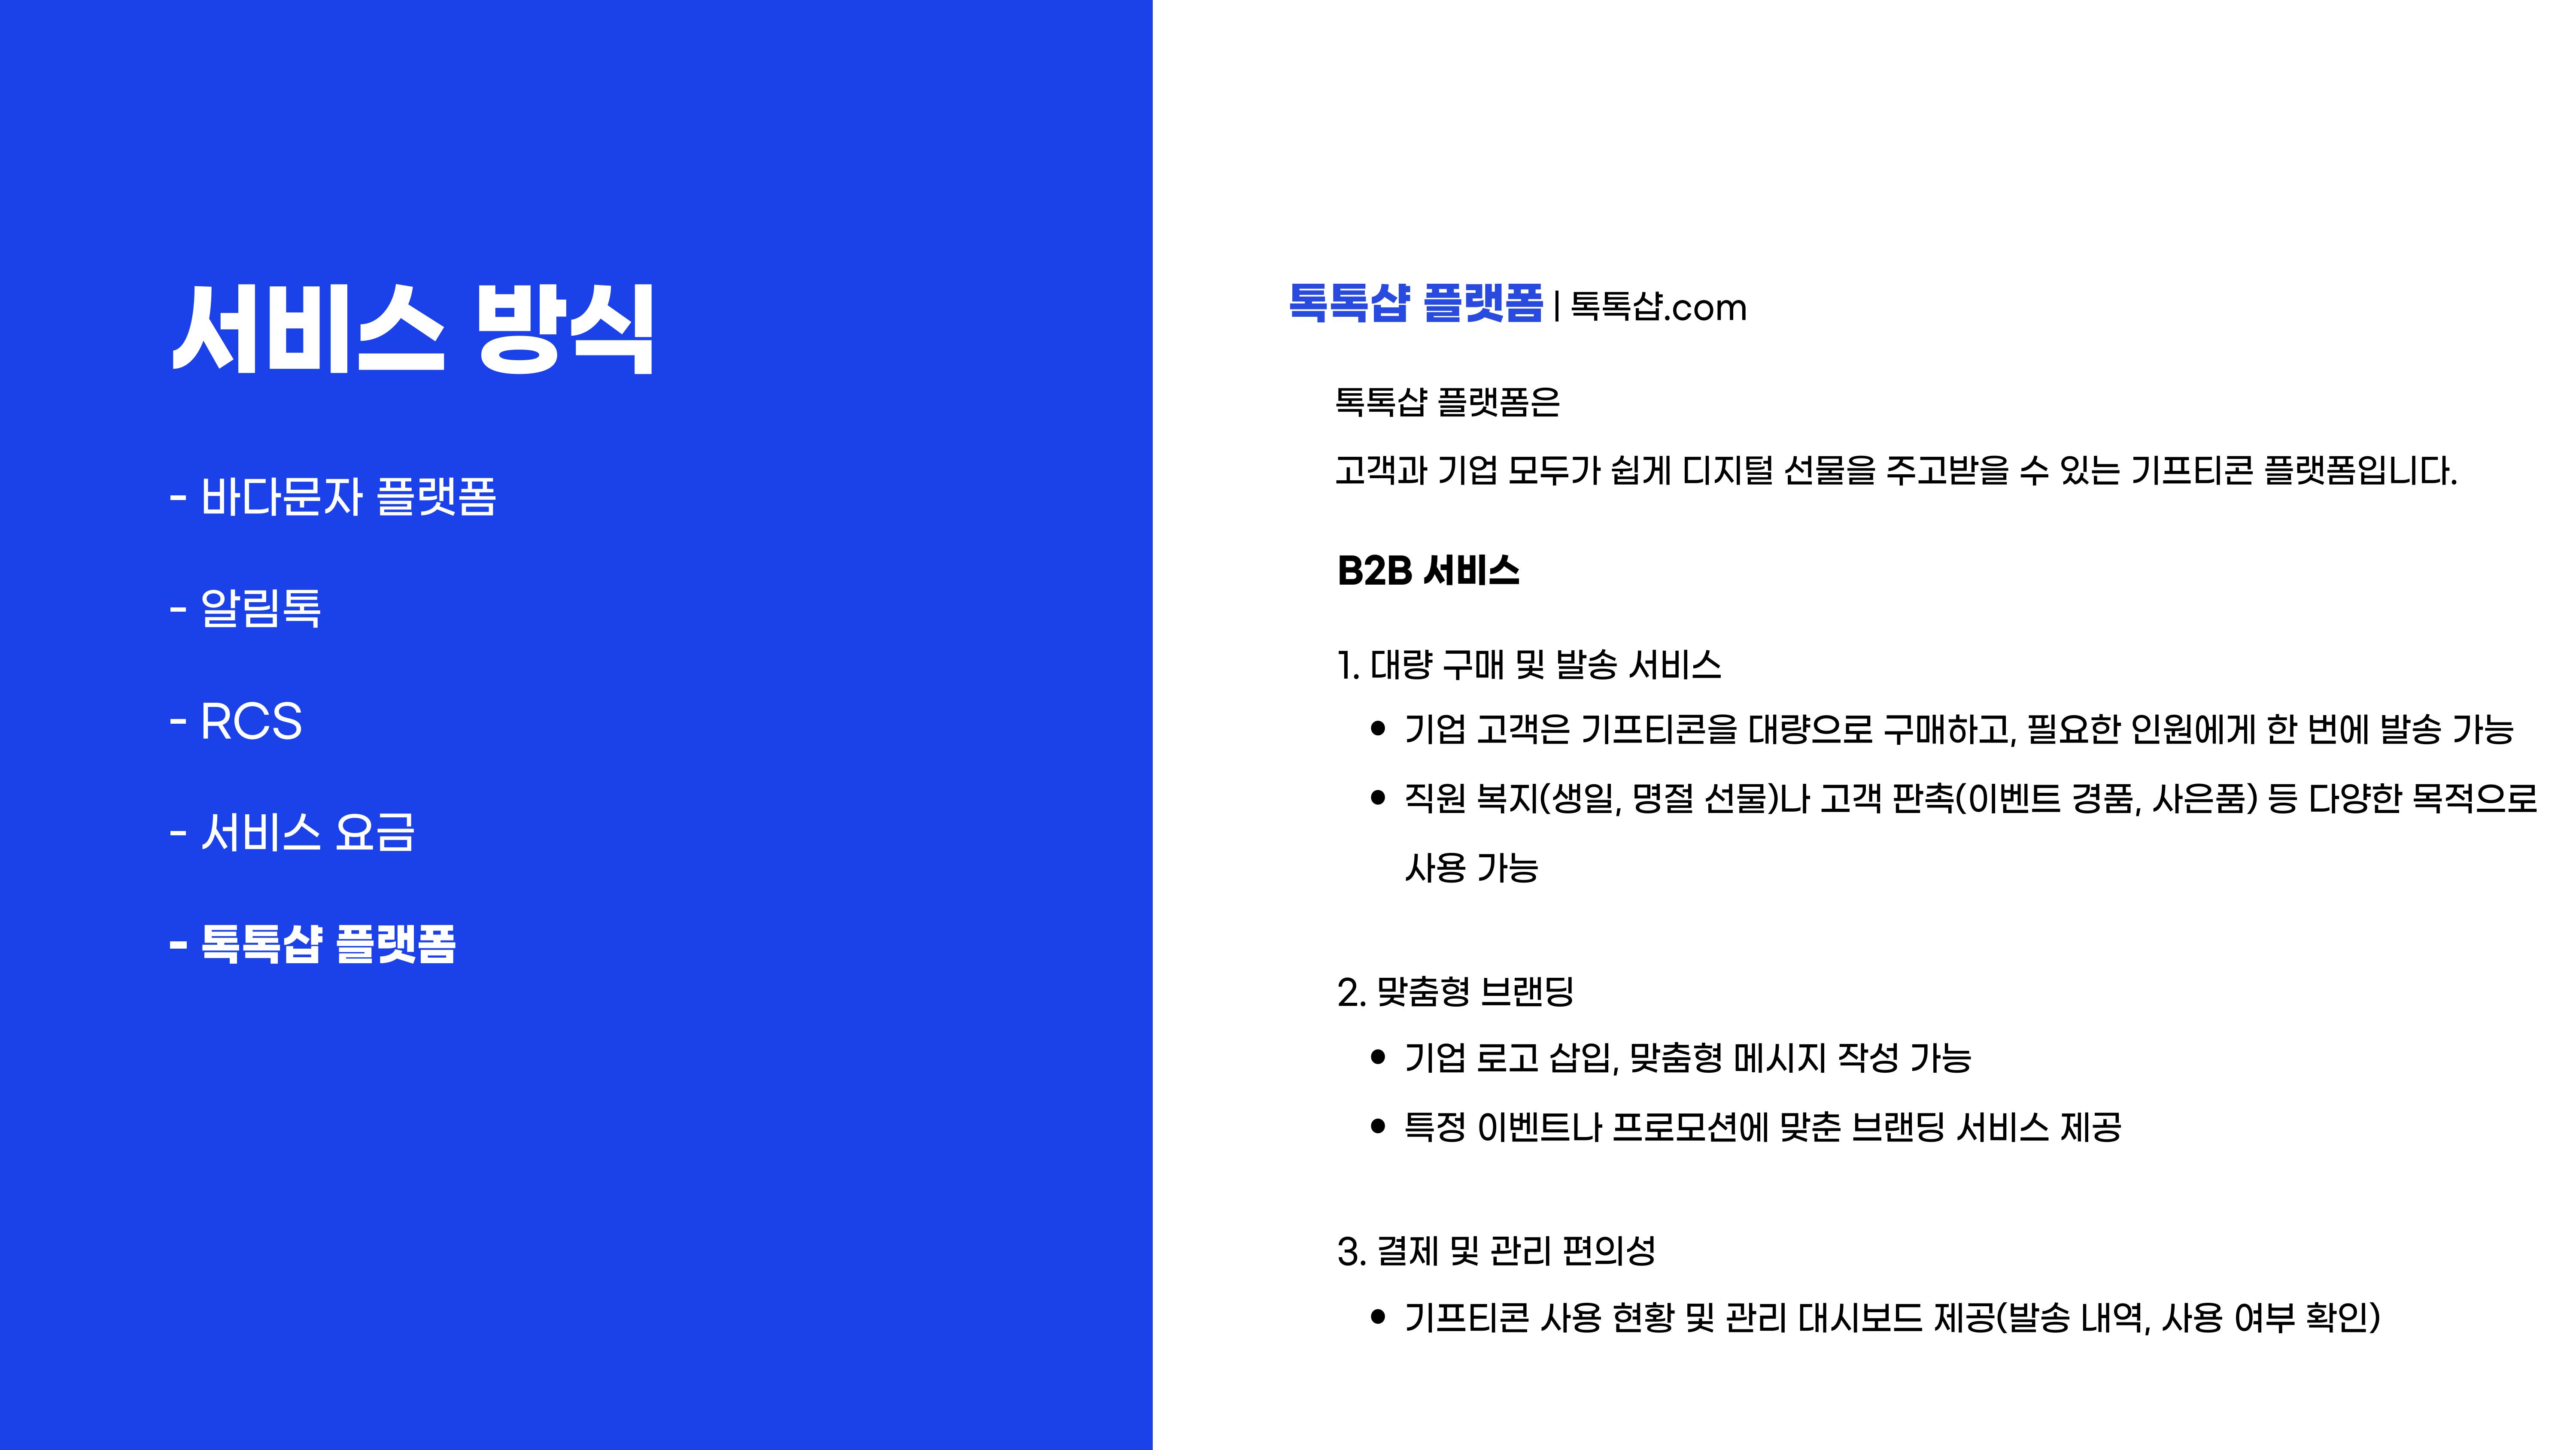 서비스 방식
- 바다문자 플랫폼
- 알림톡
- RCS
- 서비스 요금
- 톡톡샵 플랫폼
톡톡샵 플랫폼 | 톡톡샵.com
톡톡샵 플랫폼은
고객과 기업 모두가 쉽게 디지털 선물을 주고받을 수 있는 기프티콘 플랫폼입니다.
B2B 서비스
1. 대량 구매 및 발송 서비스
● 기업 고객은 기프티콘을 대량으로 구매하고, 필요한 인원에게 한 번에 발송 가능
● 직원 복지(생일, 명절 선물)나 고객 판촉(이벤트 경품, 사은품) 등 다양한 목적으로
사용 가능
2. 맞춤형 브랜딩
● 기업 로고 삽입, 맞춤형 메시지 작성 가능
● 특정 이벤트나 프로모션에 맞춘 브랜딩 서비스 제공
3. 결제 및 관리 편의성
● 기프티콘 사용 현황 및 관리 대시보드 제공(발송 내역, 사용 여부 확인)